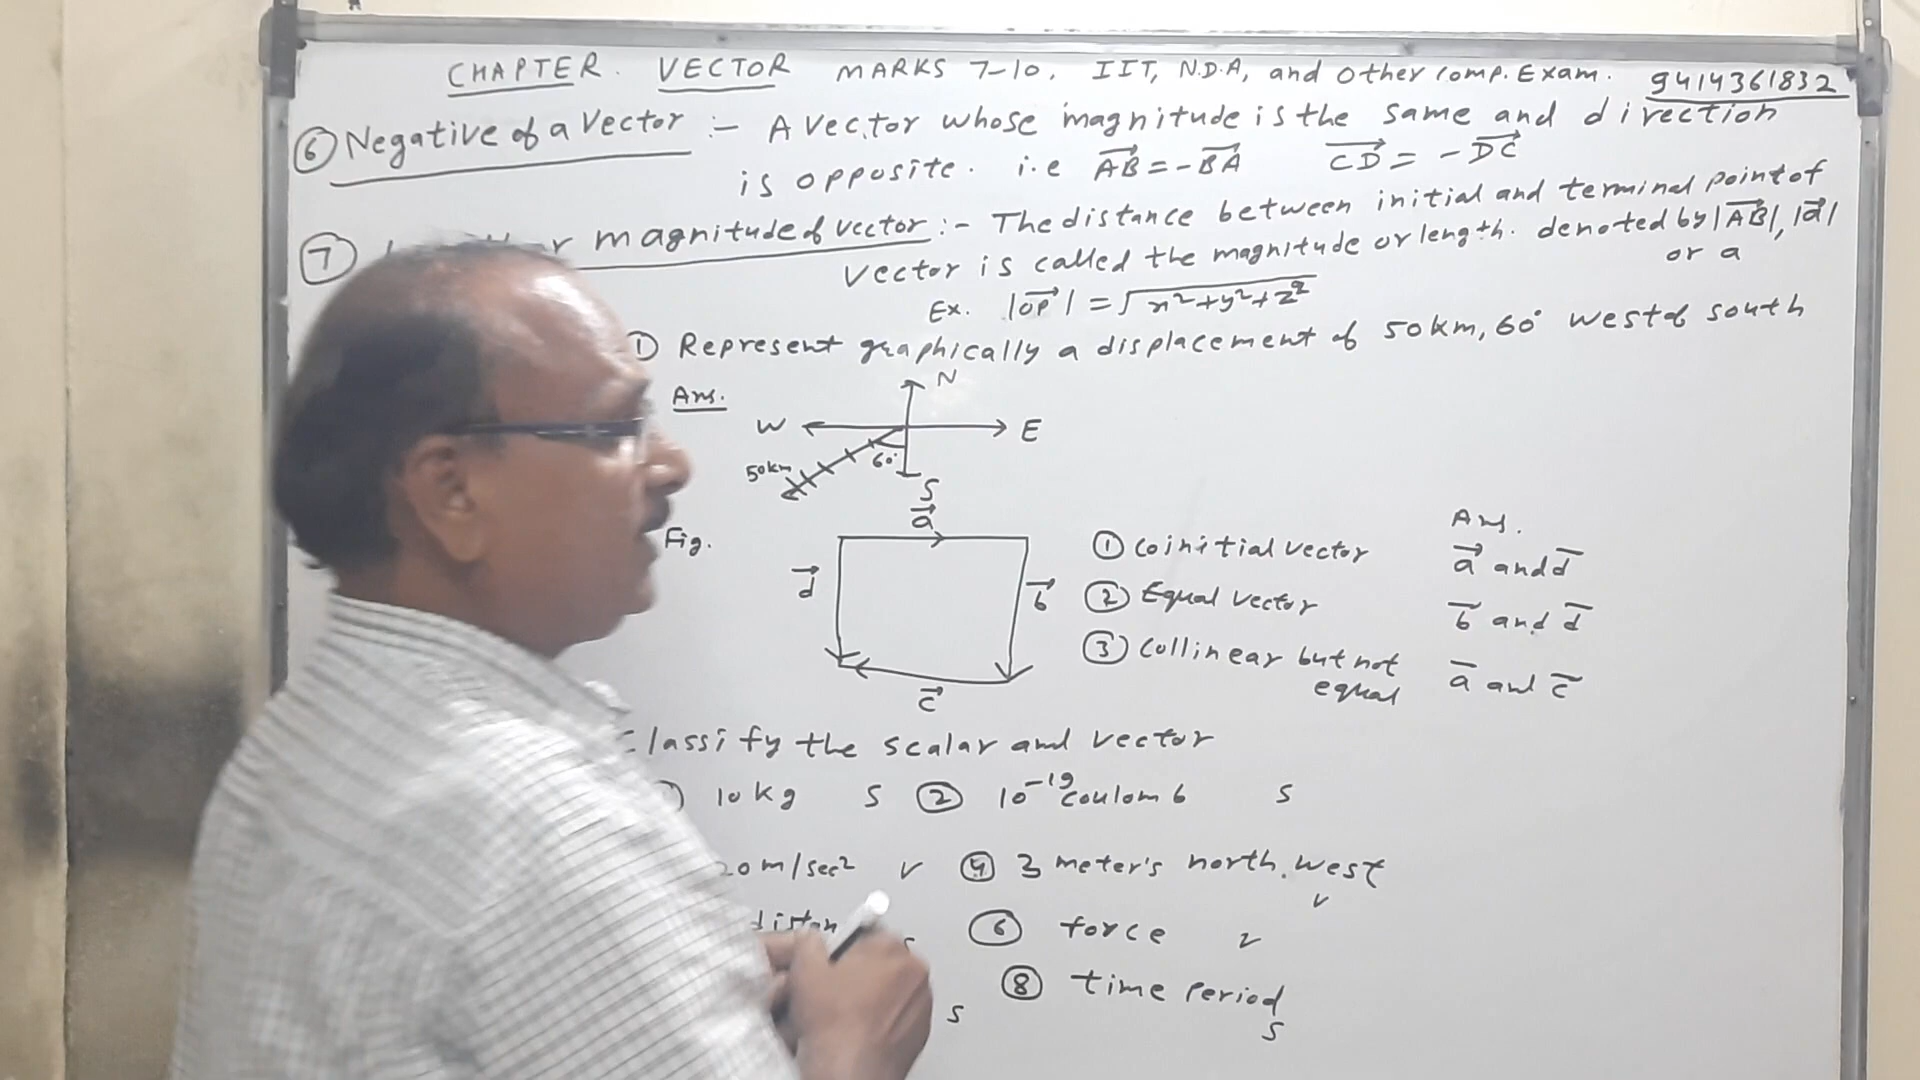 CHAPTER. VECTOR MARKS 7-10. IIT, N.D.A, and other comp. Exam. 9414361832
⑥ Negative of a Vector :- A Vector whose magnitude is the same and direction
is opposite. i.e AB→ = -BA→ CD→ = -DC→
⑦ magnitude of vector :- The distance between initial and terminal point of
Vector is called the magnitude or length. denoted by |AB→|, |a→|
or a
Ex. |OP→| = √x²+y²+z²
① Represent graphically a displacement of 50km, 60° west of south
Ans.
N
W E
50km 60°
S
Fig.
a→
d→ b→
c→
Ans.
① coinitial vector a→ and d̄
② Equal vector b̄ and d̄
③ collinear but not
equal ā and c̄
classify the scalar and vector
10 kg S ② 10⁻¹⁹ coulomb S
20 m/sec² v ④ 3 meter's north west
v
distan S ⑥ force v
⑧ time period
S S